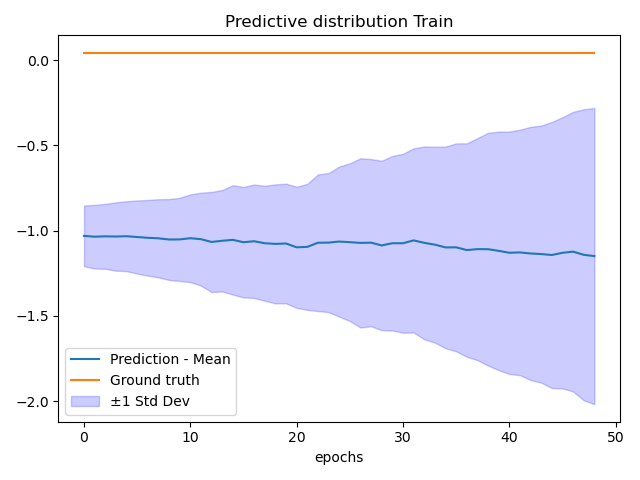 Predictive distribution Train
0.0
−0.5
−1.0
−1.5
−2.0
Prediction - Mean
Ground truth
±1 Std Dev
0 10 20 30 40 50
epochs